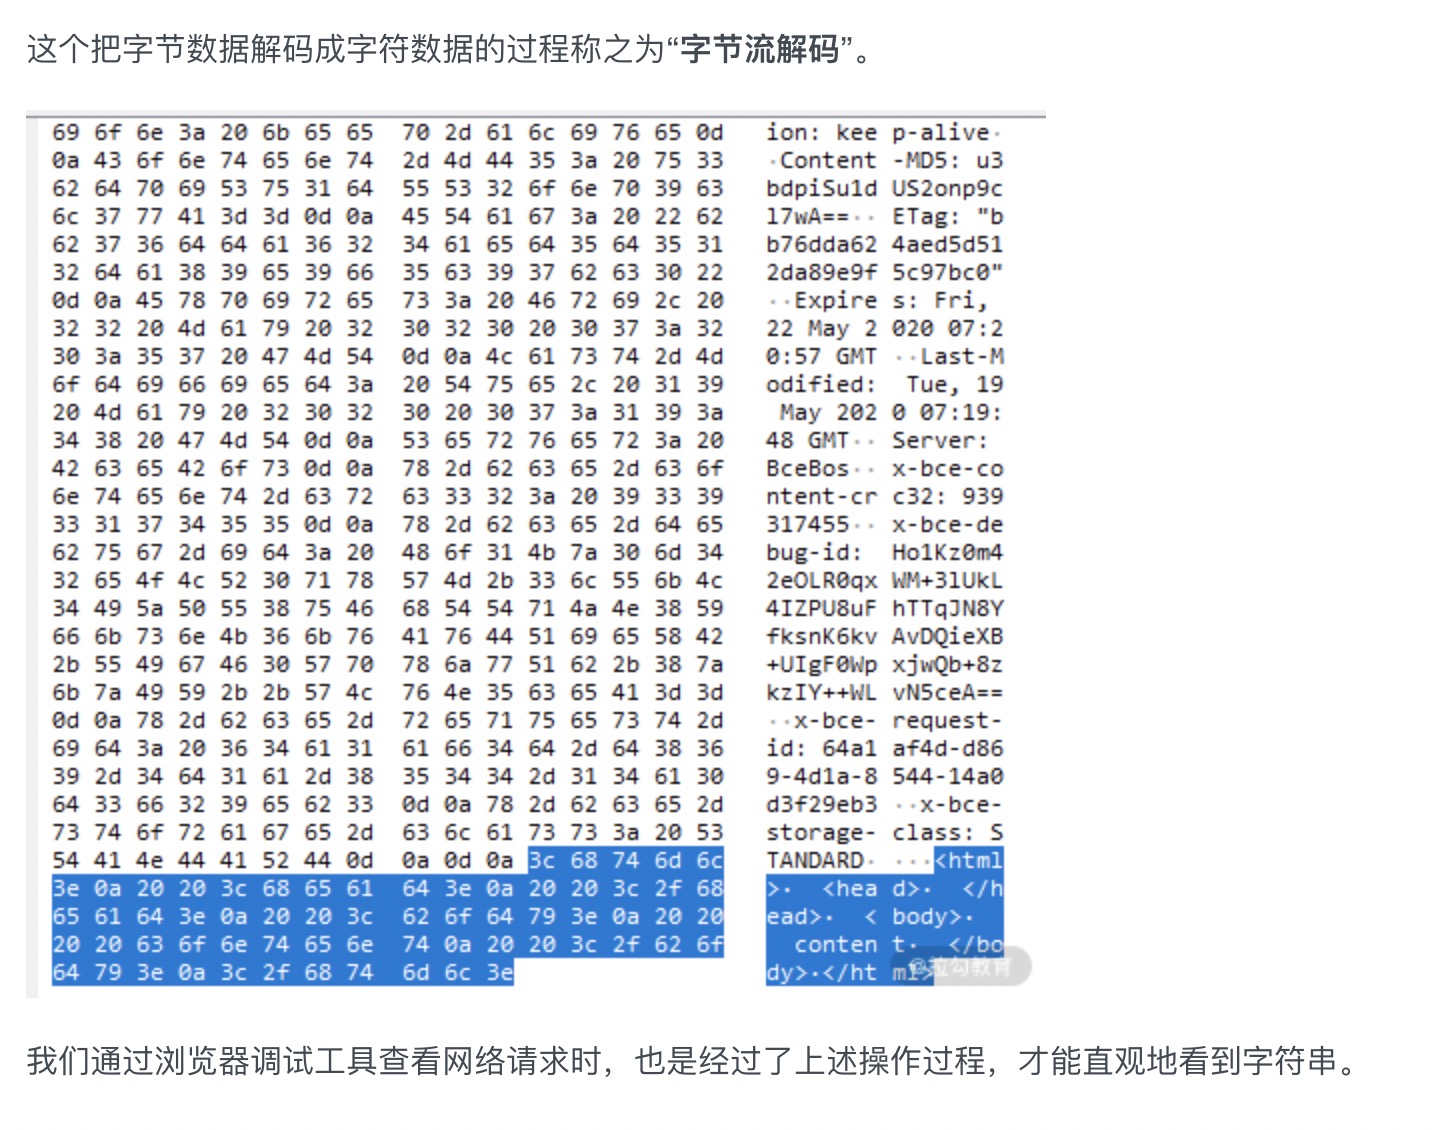 这个把字节数据解码成字符数据的过程称之为“字节流解码”。
69 6f 6e 3a 20 6b 65 65 70 2d 61 6c 69 76 65 0d ion: kee p-alive·
0a 43 6f 6e 74 65 6e 74 2d 4d 44 35 3a 20 75 33 ·Content -MD5: u3
62 64 70 69 53 75 31 64 55 53 32 6f 6e 70 39 63 bdpiSu1d US2onp9c
6c 37 77 41 3d 3d 0d 0a 45 54 61 67 3a 20 22 62 l7wA==·· ETag: "b
62 37 36 64 64 61 36 32 34 61 65 64 35 64 35 31 b76dda62 4aed5d51
32 64 61 38 39 65 39 66 35 63 39 37 62 63 30 22 2da89e9f 5c97bc0"
0d 0a 45 78 70 69 72 65 73 3a 20 46 72 69 2c 20 ··Expire s: Fri,
32 32 20 4d 61 79 20 32 30 32 30 20 30 37 3a 32 22 May 2 020 07:2
30 3a 35 37 20 47 4d 54 0d 0a 4c 61 73 74 2d 4d 0:57 GMT ··Last-M
6f 64 69 66 69 65 64 3a 20 54 75 65 2c 20 31 39 odified: Tue, 19
20 4d 61 79 20 32 30 32 30 20 30 37 3a 31 39 3a May 202 0 07:19:
34 38 20 47 4d 54 0d 0a 53 65 72 76 65 72 3a 20 48 GMT·· Server:
42 63 65 42 6f 73 0d 0a 78 2d 62 63 65 2d 63 6f BceBos·· x-bce-co
6e 74 65 6e 74 2d 63 72 63 33 32 3a 20 39 33 39 ntent-cr c32: 939
33 31 37 34 35 35 0d 0a 78 2d 62 63 65 2d 64 65 317455·· x-bce-de
62 75 67 2d 69 64 3a 20 48 6f 31 4b 7a 30 6d 34 bug-id: Ho1Kz0m4
32 65 4f 4c 52 30 71 78 57 4d 2b 33 6c 55 6b 4c 2eOLR0qx WM+3lUkL
34 49 5a 50 55 38 75 46 68 54 54 71 4a 4e 38 59 4IZPU8uF hTTqJN8Y
66 6b 73 6e 4b 36 6b 76 41 76 44 51 69 65 58 42 fksnK6kv AvDQieXB
2b 55 49 67 46 30 57 70 78 6a 77 51 62 2b 38 7a +UIgF0Wp xjwQb+8z
6b 7a 49 59 2b 2b 57 4c 76 4e 35 63 65 41 3d 3d kzIY++WL vN5ceA==
0d 0a 78 2d 62 63 65 2d 72 65 71 75 65 73 74 2d ··x-bce- request-
69 64 3a 20 36 34 61 31 61 66 34 64 2d 64 38 36 id: 64a1 af4d-d86
39 2d 34 64 31 61 2d 38 35 34 34 2d 31 34 61 30 9-4d1a-8 544-14a0
64 33 66 32 39 65 62 33 0d 0a 78 2d 62 63 65 2d d3f29eb3 ··x-bce-
73 74 6f 72 61 67 65 2d 63 6c 61 73 73 3a 20 53 storage- class: S
54 41 4e 44 41 52 44 0d 0a 0d 0a 3c 68 74 6d 6c TANDARD· ···<html
3e 0a 20 20 3c 68 65 61 64 3e 0a 20 20 3c 2f 68 >· <hea d>· </h
65 61 64 3e 0a 20 20 3c 62 6f 64 79 3e 0a 20 20 ead>· < body>·
20 20 63 6f 6e 74 65 6e 74 0a 20 20 3c 2f 62 6f conten t· </bo
64 79 3e 0a 3c 2f 68 74 6d 6c 3e dy>·</ht ml>
@拉勾教育
我们通过浏览器调试工具查看网络请求时，也是经过了上述操作过程，才能直观地看到字符串。